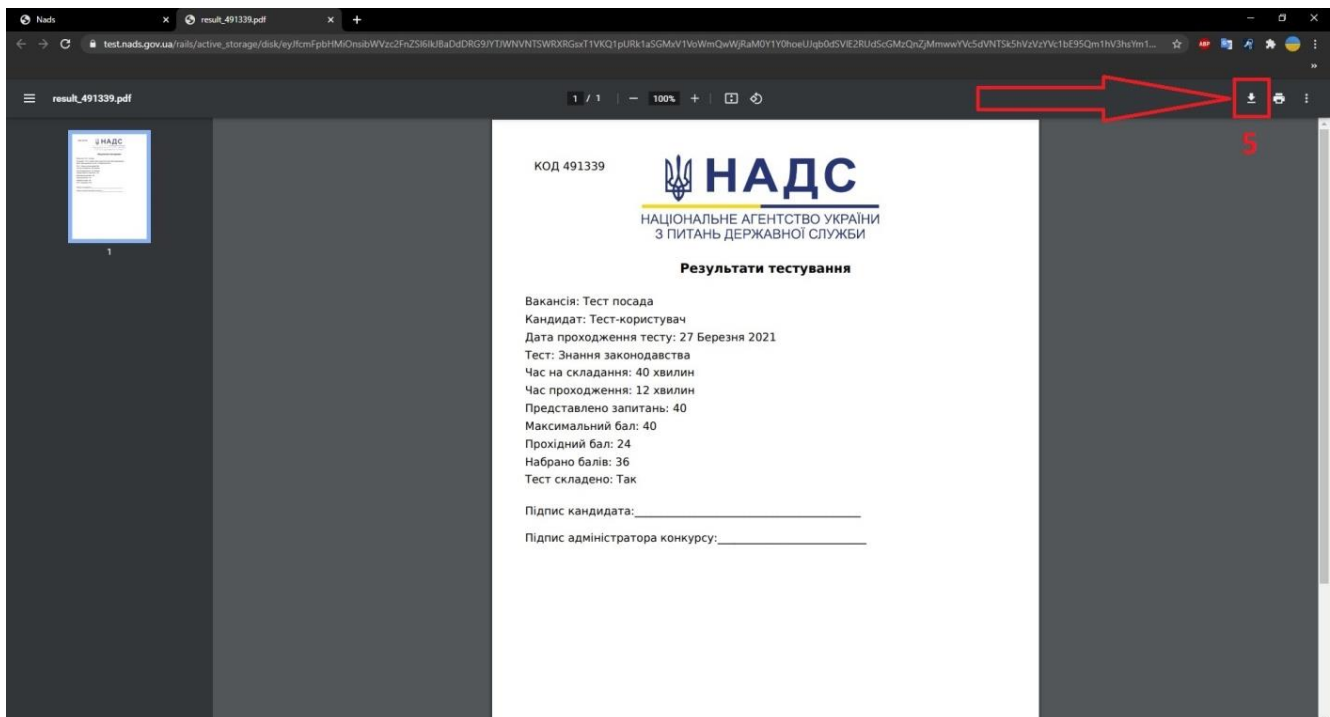 Nads
result_491339.pdf
result_491339.pdf
1 / 1
100%
5
1
КОД 491339
НАДС
НАЦІОНАЛЬНЕ АГЕНТСТВО УКРАЇНИ
З ПИТАНЬ ДЕРЖАВНОЇ СЛУЖБИ
Результати тестування
Вакансія: Тест посада
Кандидат: Тест-користувач
Дата проходження тесту: 27 Березня 2021
Тест: Знання законодавства
Час на складання: 40 хвилин
Час проходження: 12 хвилин
Представлено запитань: 40
Максимальний бал: 40
Прохідний бал: 24
Набрано балів: 36
Тест складено: Так
Підпис кандидата:
Підпис адміністратора конкурсу: